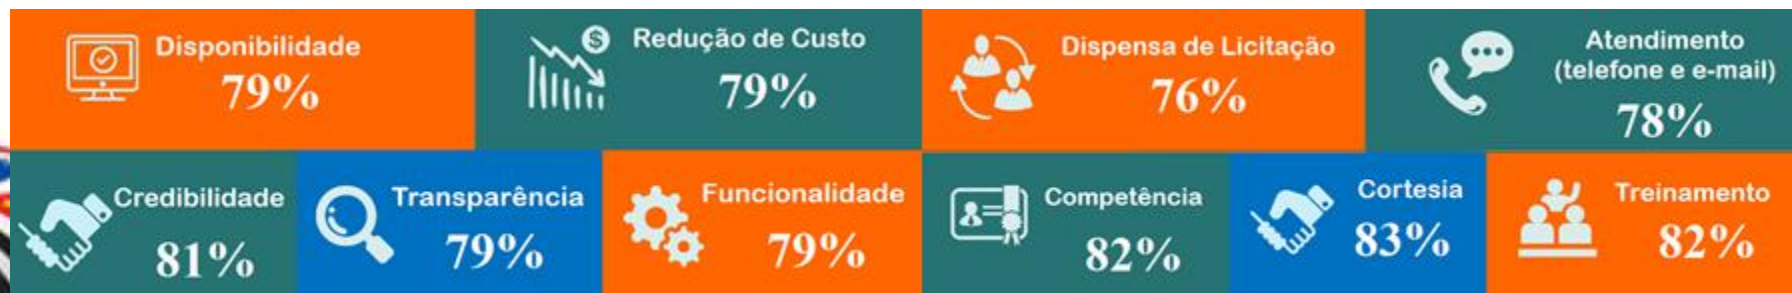 Disponibilidade
79%
$
Redução de Custo
79%
Dispensa de Licitação
76%
Atendimento
(telefone e e-mail)
78%
Credibilidade
81%
Transparência
79%
Funcionalidade
79%
Competência
82%
Cortesia
83%
Treinamento
82%